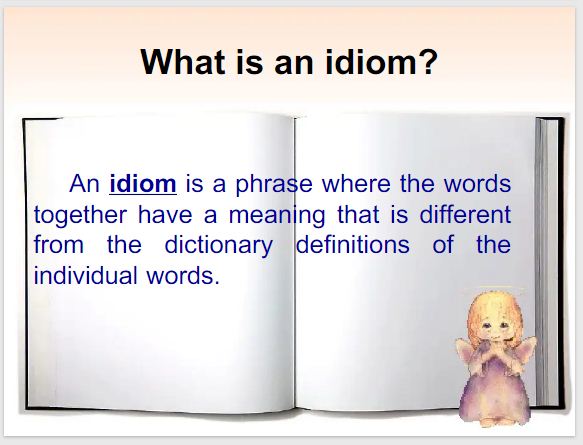 What is an idiom?
An idiom is a phrase where the words
together have a meaning that is different
from the dictionary definitions of the
individual words.